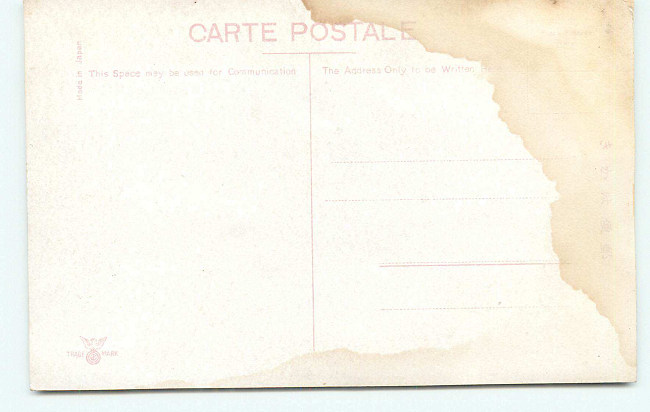 CARTE POSTALE
Made in Japan
This Space may be used for Communication
The Address Only to be Written
TRADE MARK